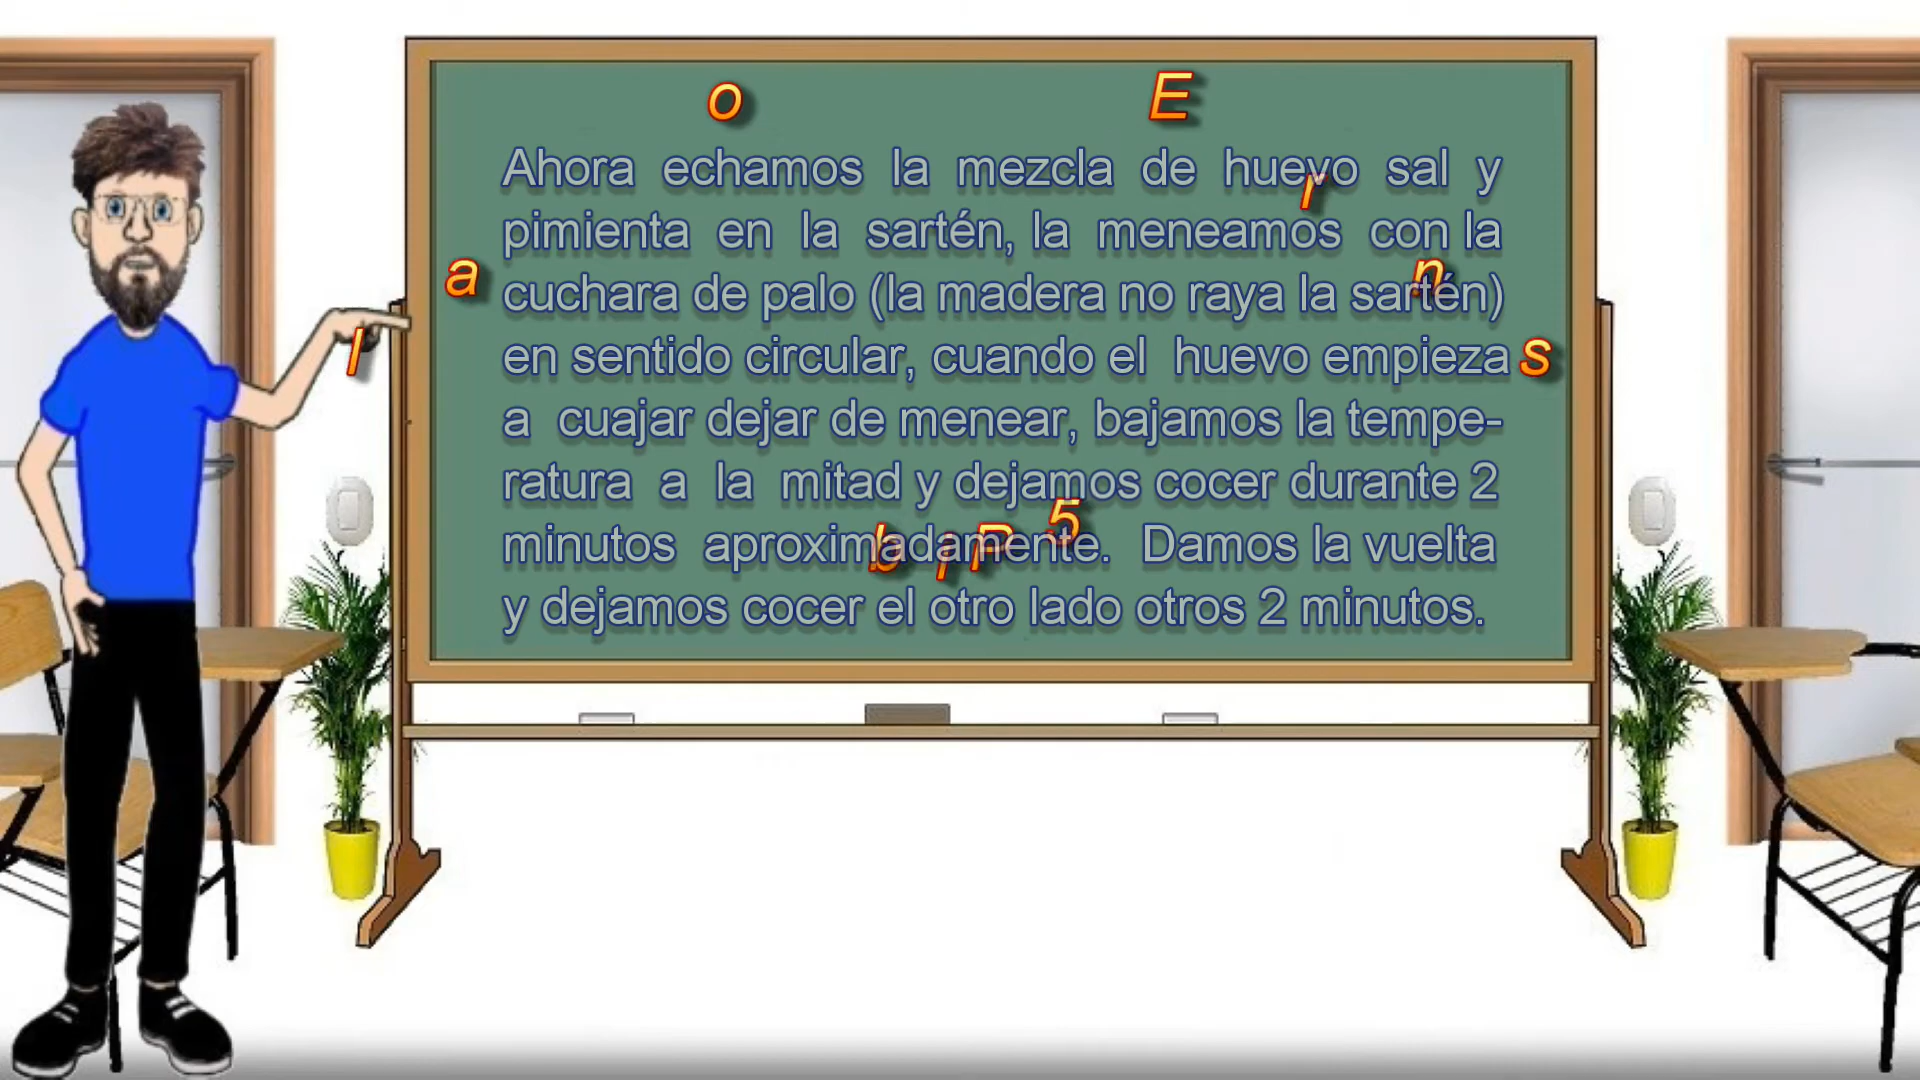 o E
Ahora echamos la mezcla de huevo sal y
r
pimienta en la sartén, la meneamos con la
a n
cuchara de palo (la madera no raya la sartén)
l
en sentido circular, cuando el huevo empieza s
a cuajar dejar de menear, bajamos la tempe-
ratura a la mitad y dejamos cocer durante 2
5
minutos aproximadamente. Damos la vuelta
b l P
y dejamos cocer el otro lado otros 2 minutos.